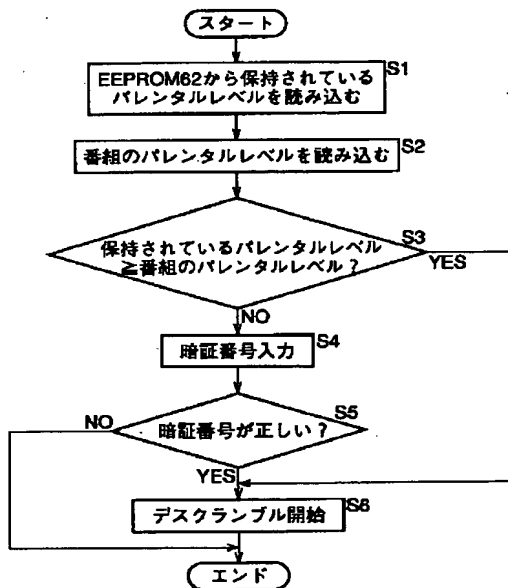 スタート
S1
EEPROM62から保持されている
パレンタルレベルを読み込む
S2
番組のパレンタルレベルを読み込む
S3
保持されているパレンタルレベル
≧番組のパレンタルレベル?
YES
NO
S4
暗証番号入力
S5
NO
暗証番号が正しい?
YES
S6
デスクランブル開始
エンド